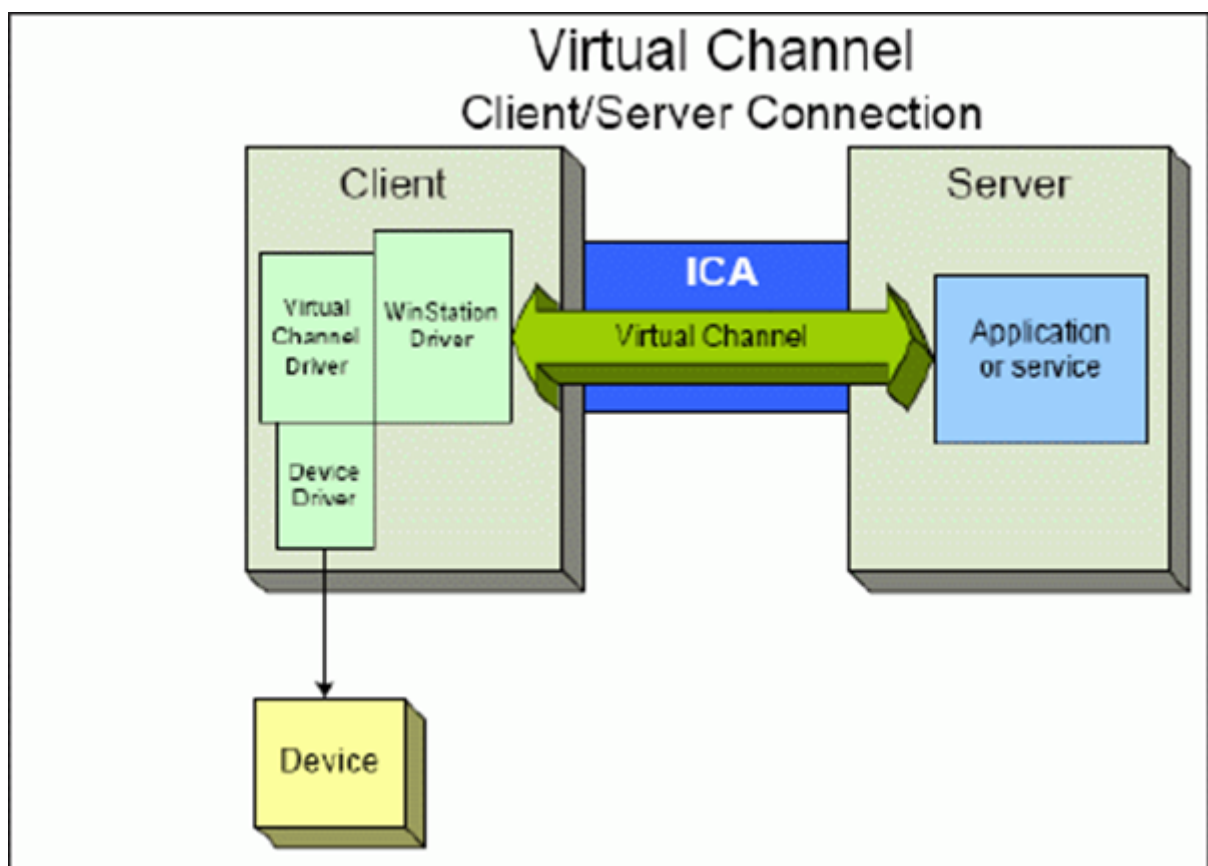 Virtual Channel
Client/Server Connection
Client
Server
ICA
Virtual
Channel
Driver
WinStation
Driver
Virtual Channel
Application
or service
Device
Driver
Device